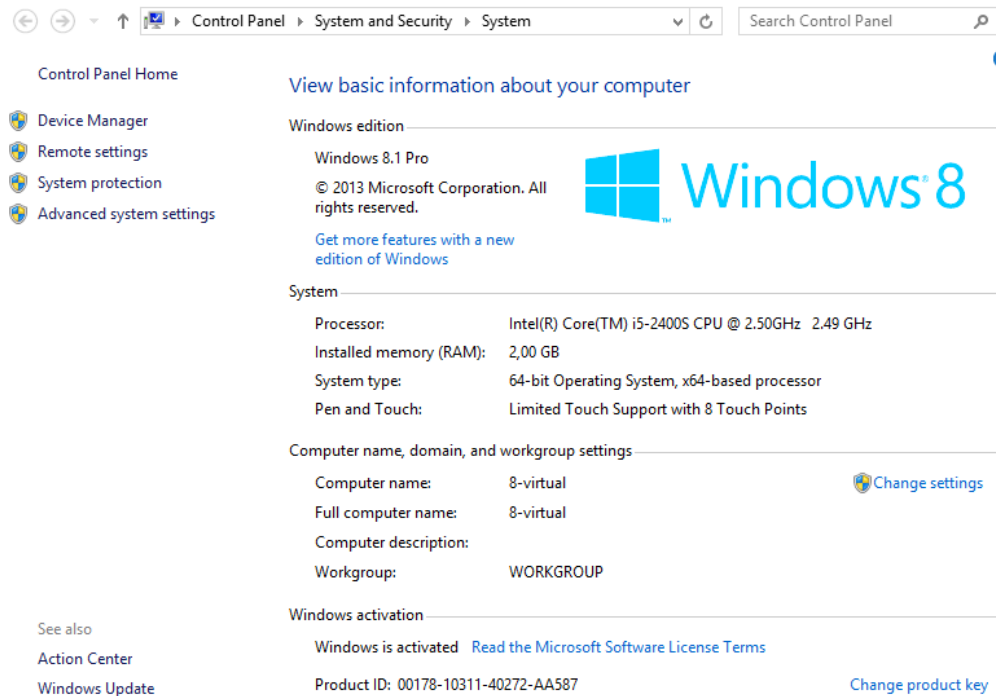 Control Panel System and Security System
Search Control Panel
Control Panel Home
Device Manager
Remote settings
System protection
Advanced system settings
View basic information about your computer
Windows edition
Windows 8.1 Pro
© 2013 Microsoft Corporation. All
rights reserved.
Get more features with a new
edition of Windows
Windows® 8
™
System
Processor: Intel(R) Core(TM) i5-2400S CPU @ 2.50GHz 2.49 GHz
Installed memory (RAM): 2,00 GB
System type: 64-bit Operating System, x64-based processor
Pen and Touch: Limited Touch Support with 8 Touch Points
Computer name, domain, and workgroup settings
Computer name: 8-virtual Change settings
Full computer name: 8-virtual
Computer description:
Workgroup: WORKGROUP
Windows activation
Windows is activated Read the Microsoft Software License Terms
Product ID: 00178-10311-40272-AA587 Change product key
See also
Action Center
Windows Update